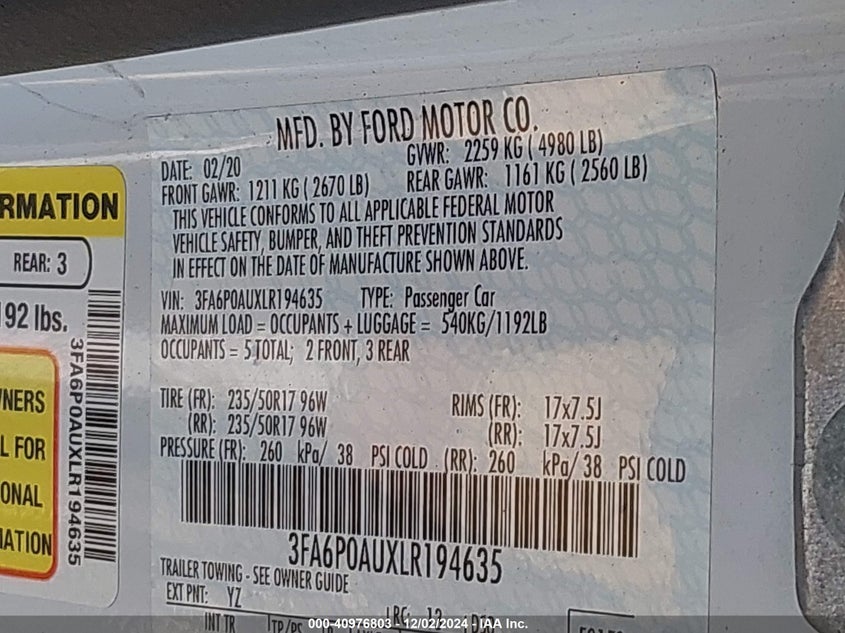 MFD. BY FORD MOTOR CO.
DATE: 02/20 GVWR: 2259 KG ( 4980 LB)
FRONT GAWR: 1211 KG ( 2670 LB) REAR GAWR: 1161 KG ( 2560 LB)
THIS VEHICLE CONFORMS TO ALL APPLICABLE FEDERAL MOTOR
VEHICLE SAFETY, BUMPER, AND THEFT PREVENTION STANDARDS
IN EFFECT ON THE DATE OF MANUFACTURE SHOWN ABOVE.
VIN: 3FA6P0AUXLR194635 TYPE: Passenger Car
MAXIMUM LOAD = OCCUPANTS + LUGGAGE = 540KG/1192LB
OCCUPANTS = 5 TOTAL; 2 FRONT, 3 REAR
TIRE (FR): 235/50R17 96W RIMS (FR): 17x7.5J
(RR): 235/50R17 96W (RR): 17x7.5J
PRESSURE (FR): 260 kPa/ 38 PSI COLD (RR): 260 kPa/ 38 PSI COLD
3FA6P0AUXLR194635
TRAILER TOWING - SEE OWNER GUIDE
EXT PNT: YZ
INT TR TP/PS
RMATION
REAR: 3
192 lbs.
3FA6P0AUXLR194635
WNERS
L FOR
ONAL
MATION
000-40976803 - 12/02/2024 - IAA Inc.